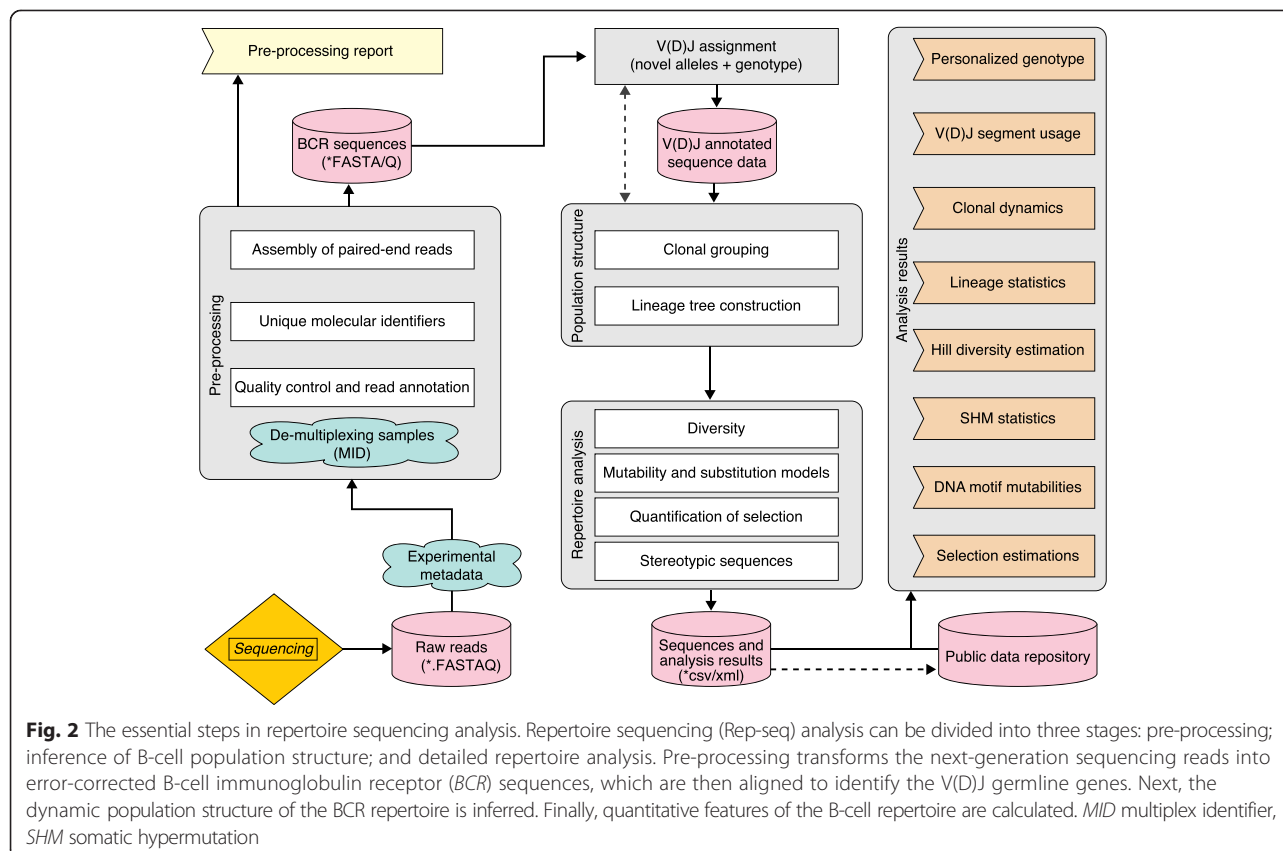 Pre-processing report
BCR sequences
(*FASTA/Q)
Pre-processing
Assembly of paired-end reads
Unique molecular identifiers
Quality control and read annotation
De-multiplexing samples
(MID)
Experimental
metadata
Sequencing
Raw reads
(*.FASTAQ)
V(D)J assignment
(novel alleles + genotype)
V(D)J annotated
sequence data
Population structure
Clonal grouping
Lineage tree construction
Repertoire analysis
Diversity
Mutability and substitution models
Quantification of selection
Stereotypic sequences
Sequences and
analysis results
(*csv/xml)
Public data repository
Analysis results
Personalized genotype
V(D)J segment usage
Clonal dynamics
Lineage statistics
Hill diversity estimation
SHM statistics
DNA motif mutabilities
Selection estimations
Fig. 2 The essential steps in repertoire sequencing analysis. Repertoire sequencing (Rep-seq) analysis can be divided into three stages: pre-processing;
inference of B-cell population structure; and detailed repertoire analysis. Pre-processing transforms the next-generation sequencing reads into
error-corrected B-cell immunoglobulin receptor (BCR) sequences, which are then aligned to identify the V(D)J germline genes. Next, the
dynamic population structure of the BCR repertoire is inferred. Finally, quantitative features of the B-cell repertoire are calculated. MID multiplex identifier,
SHM somatic hypermutation